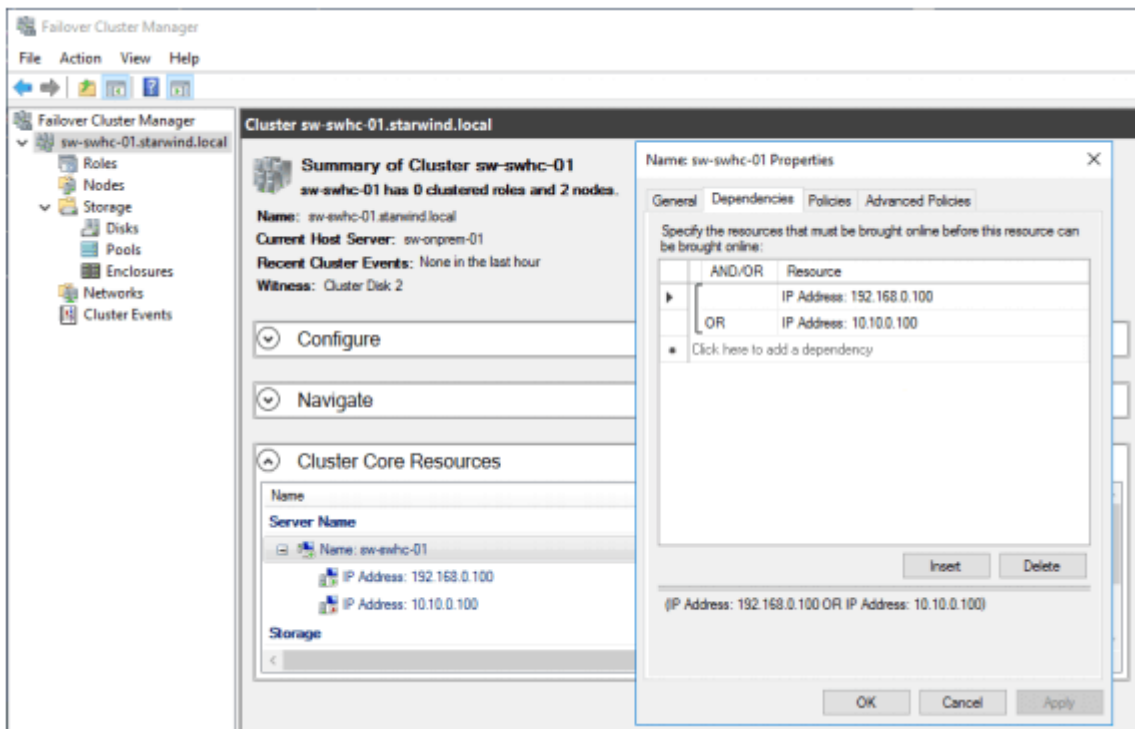 Failover Cluster Manager
File Action View Help
Failover Cluster Manager
sw-swhc-01.starwind.local
Roles
Nodes
Storage
Disks
Pools
Enclosures
Networks
Cluster Events
Cluster sw-swhc-01.starwind.local
Summary of Cluster sw-swhc-01
sw-swhc-01 has 0 clustered roles and 2 nodes.
Name: sw-swhc-01.starwind.local
Current Host Server: sw-onprem-01
Recent Cluster Events: None in the last hour
Witness: Cluster Disk 2
Configure
Navigate
Cluster Core Resources
Name
Server Name
Name: sw-swhc-01
IP Address: 192.168.0.100
IP Address: 10.10.0.100
Storage
Name: sw-swhc-01 Properties
General Dependencies Policies Advanced Policies
Specify the resources that must be brought online before this resource can
be brought online:
AND/OR Resource
IP Address: 192.168.0.100
OR IP Address: 10.10.0.100
Click here to add a dependency
Insert Delete
(IP Address: 192.168.0.100 OR IP Address: 10.10.0.100)
OK Cancel Apply